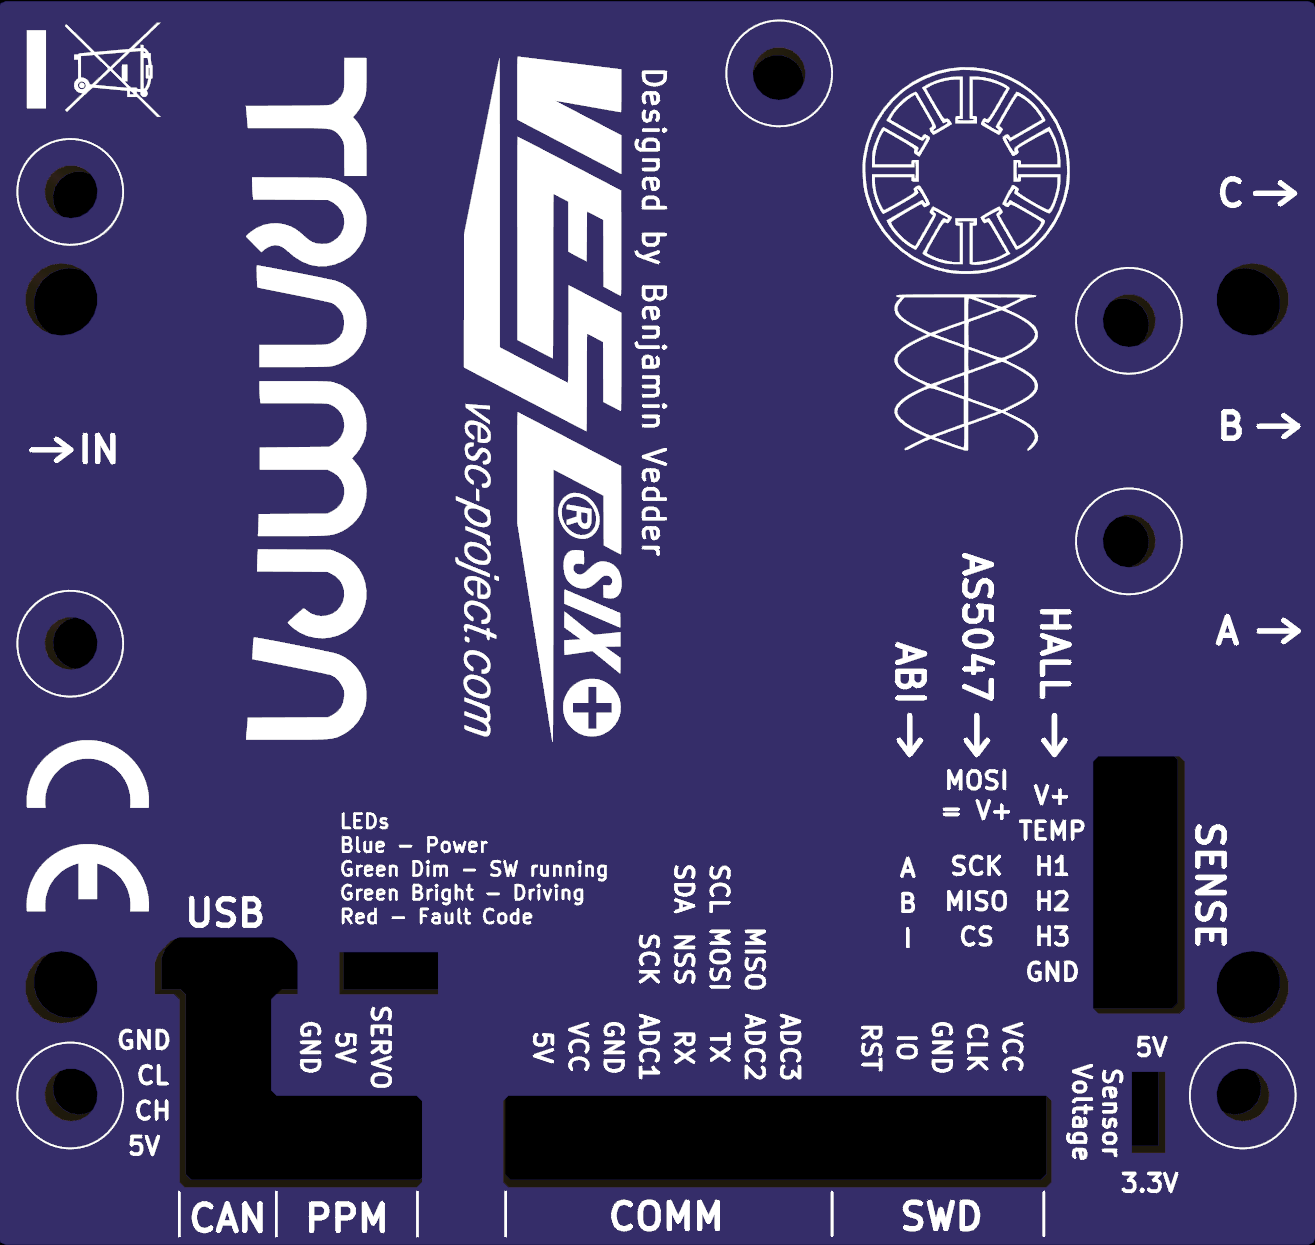 TRAMPA
VESC® SIX+
Designed by Benjamin Vedder
vesc-project.com
C →
B →
A →
→ IN
ABI ↓
AS5047 ↓
HALL ↓
MOSI
= V+
V+
TEMP
A SCK H1
B MISO H2
I CS H3
GND
SENSE
CE
LEDs
Blue – Power
Green Dim – SW running
Green Bright – Driving
Red – Fault Code
USB
SDA SCL
SCK NSS MOSI MISO
GND
CL
CH
5V
GND 5V SERVO
5V VCC GND ADC1 RX TX ADC2 ADC3
RST IO GND CLK VCC
5V
Sensor
Voltage
3.3V
CAN PPM COMM SWD